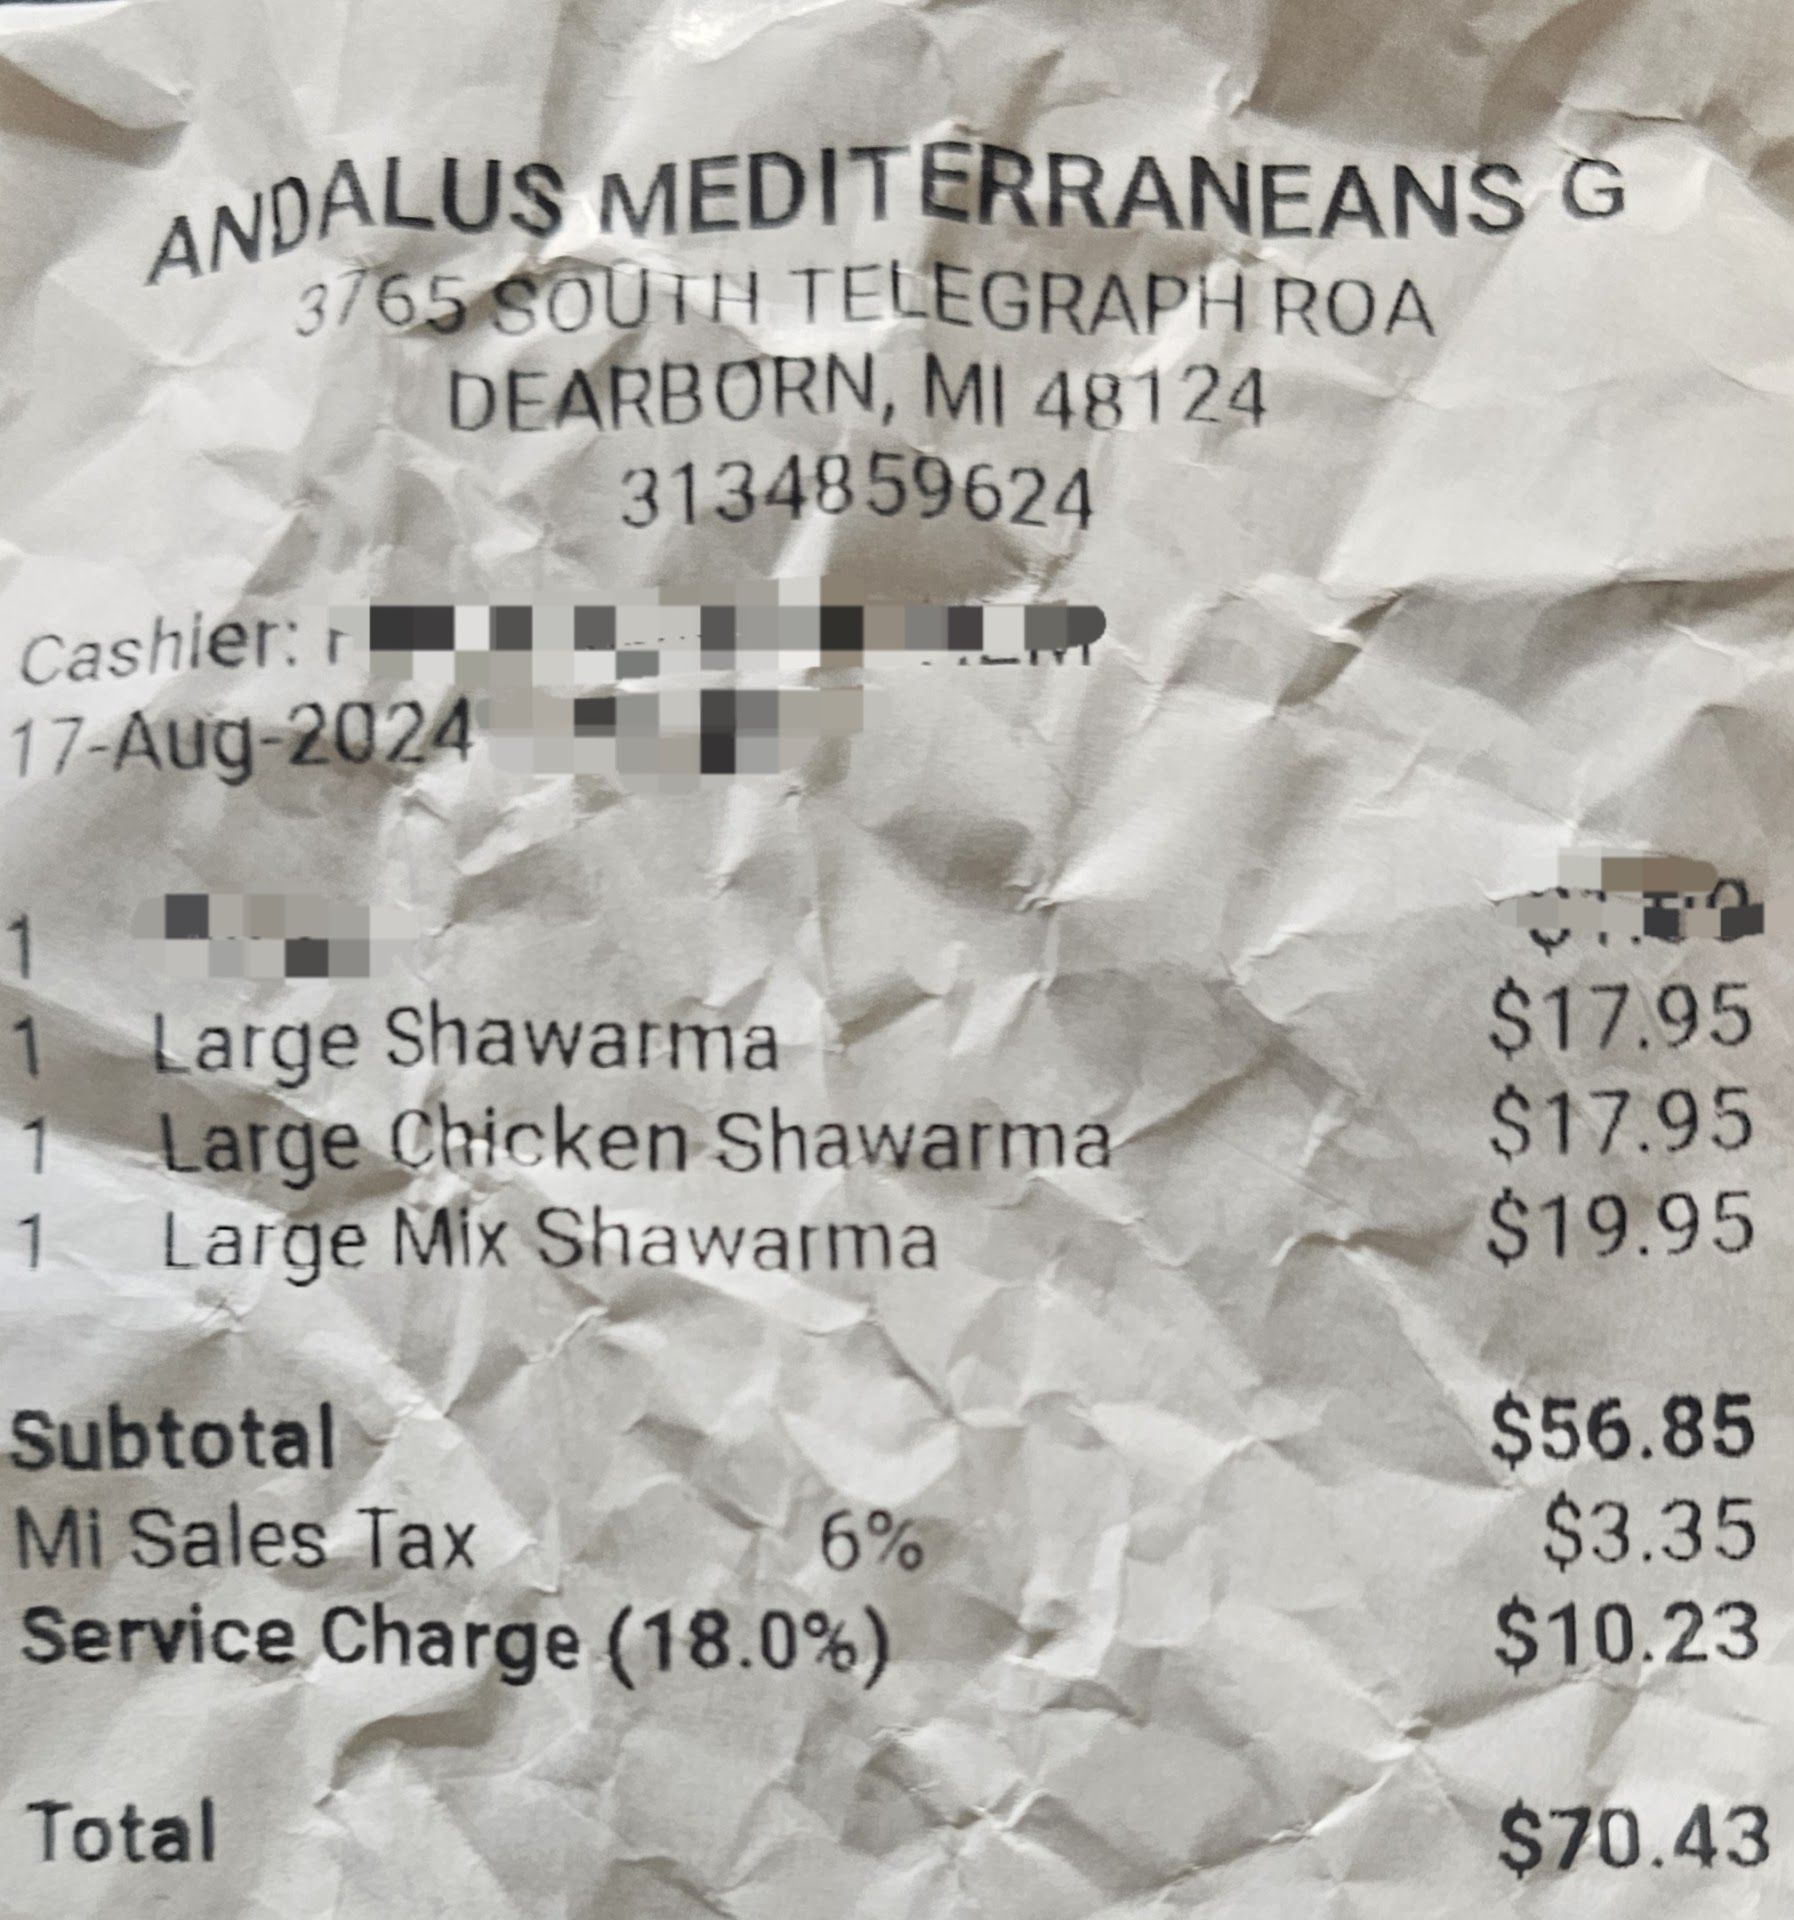 ANDALUS MEDITERRANEANS G
3765 SOUTH TELEGRAPH ROA
DEARBORN, MI 48124
3134859624
Cashier:
17-Aug-2024
1
1 Large Shawarma $17.95
1 Large Chicken Shawarma $17.95
1 Large Mix Shawarma $19.95
Subtotal $56.85
Mi Sales Tax 6% $3.35
Service Charge (18.0%) $10.23
Total $70.43